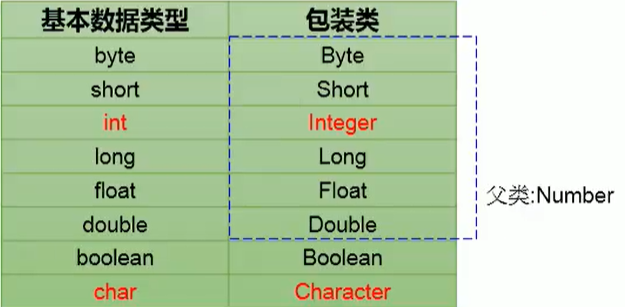 基本数据类型 包装类
byte Byte
short Short
int Integer
long Long
float Float
父类:Number
double Double
boolean Boolean
char Character